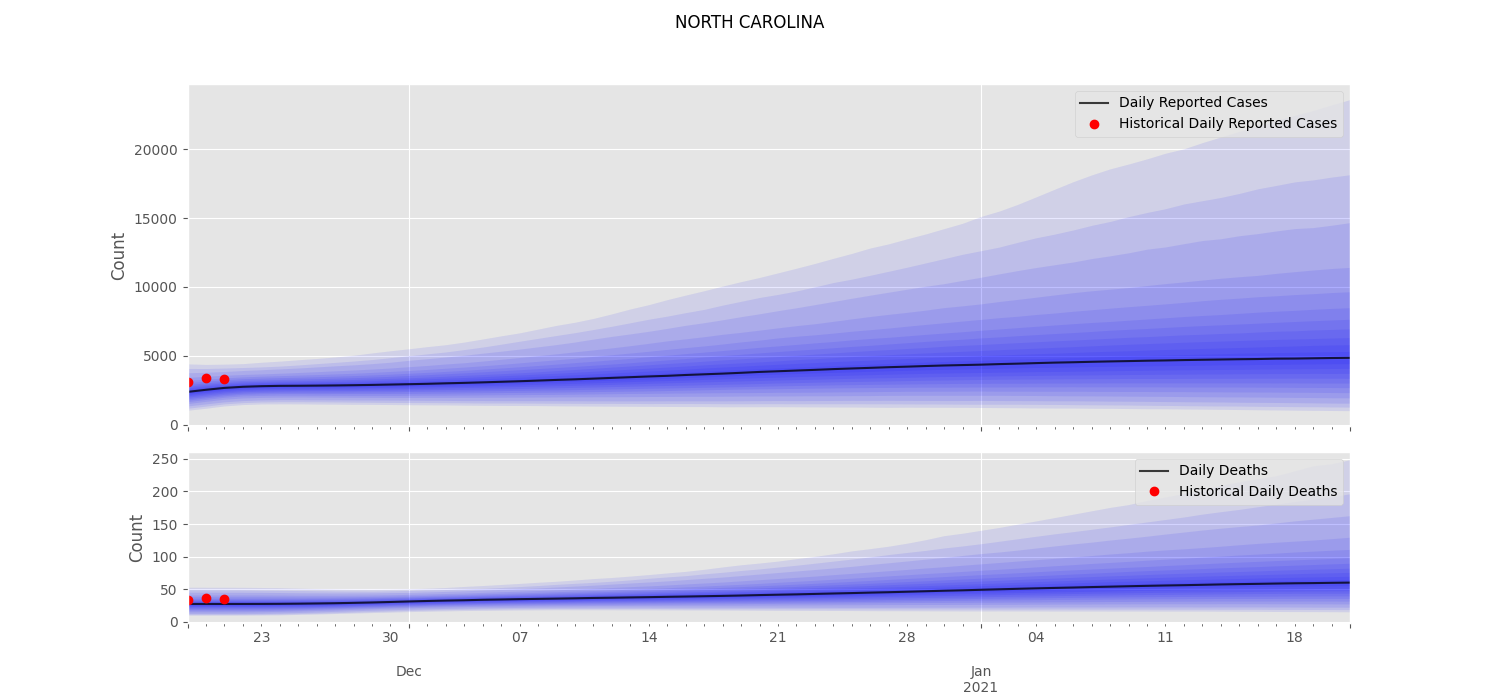 NORTH CAROLINA
Daily Reported Cases
Historical Daily Reported Cases
Count
20000
15000
10000
5000
0
Daily Deaths
Historical Daily Deaths
Count
250
200
150
100
50
0
23 30 07 14 21 28 04 11 18
Dec Jan
2021